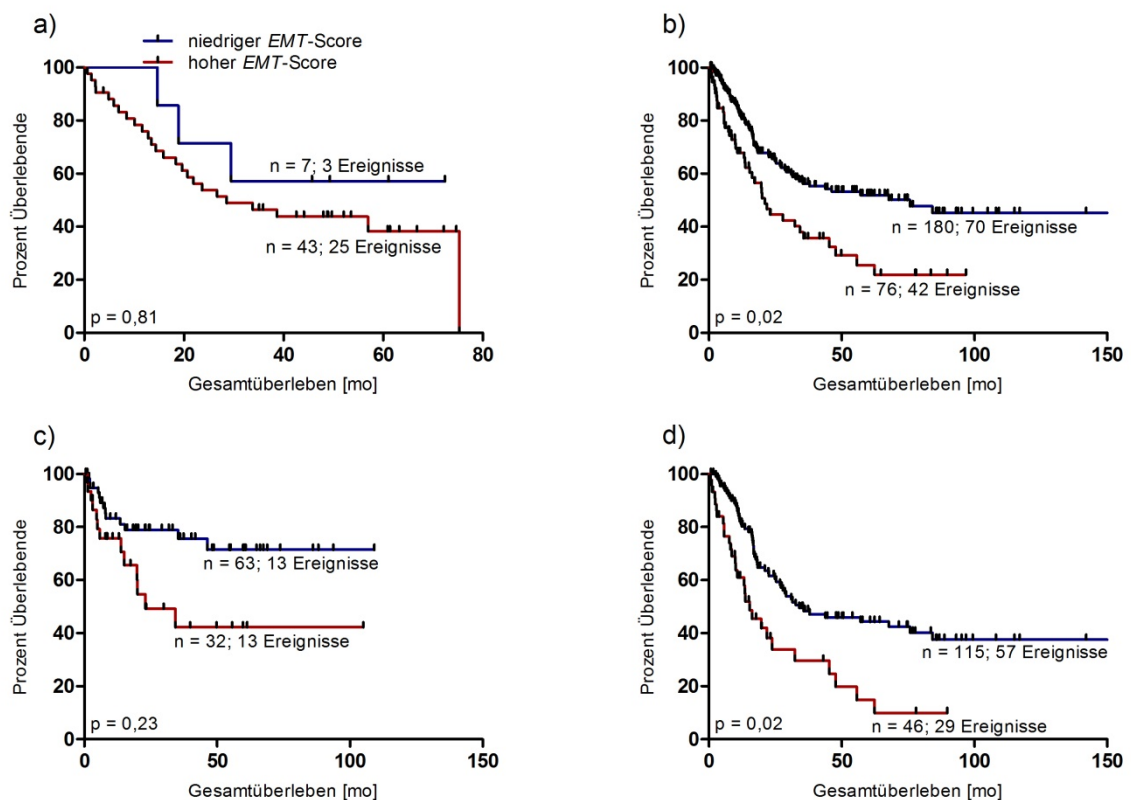 a)
niedriger EMT-Score
hoher EMT-Score
Prozent Überlebende
100
80
60
40
20
0
n = 7; 3 Ereignisse
n = 43; 25 Ereignisse
p = 0,81
0 20 40 60 80
Gesamtüberleben [mo]
b)
Prozent Überlebende
100
80
60
40
20
0
n = 180; 70 Ereignisse
n = 76; 42 Ereignisse
p = 0,02
0 50 100 150
Gesamtüberleben [mo]
c)
Prozent Überlebende
100
80
60
40
20
0
n = 63; 13 Ereignisse
n = 32; 13 Ereignisse
p = 0,23
0 50 100 150
Gesamtüberleben [mo]
d)
Prozent Überlebende
100
80
60
40
20
0
n = 115; 57 Ereignisse
n = 46; 29 Ereignisse
p = 0,02
0 50 100 150
Gesamtüberleben [mo]